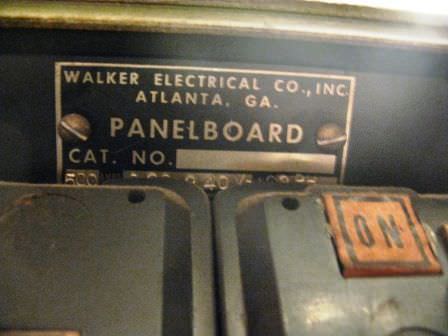 WALKER ELECTRICAL CO., INC.
ATLANTA, GA.
PANELBOARD
CAT. NO.
ON